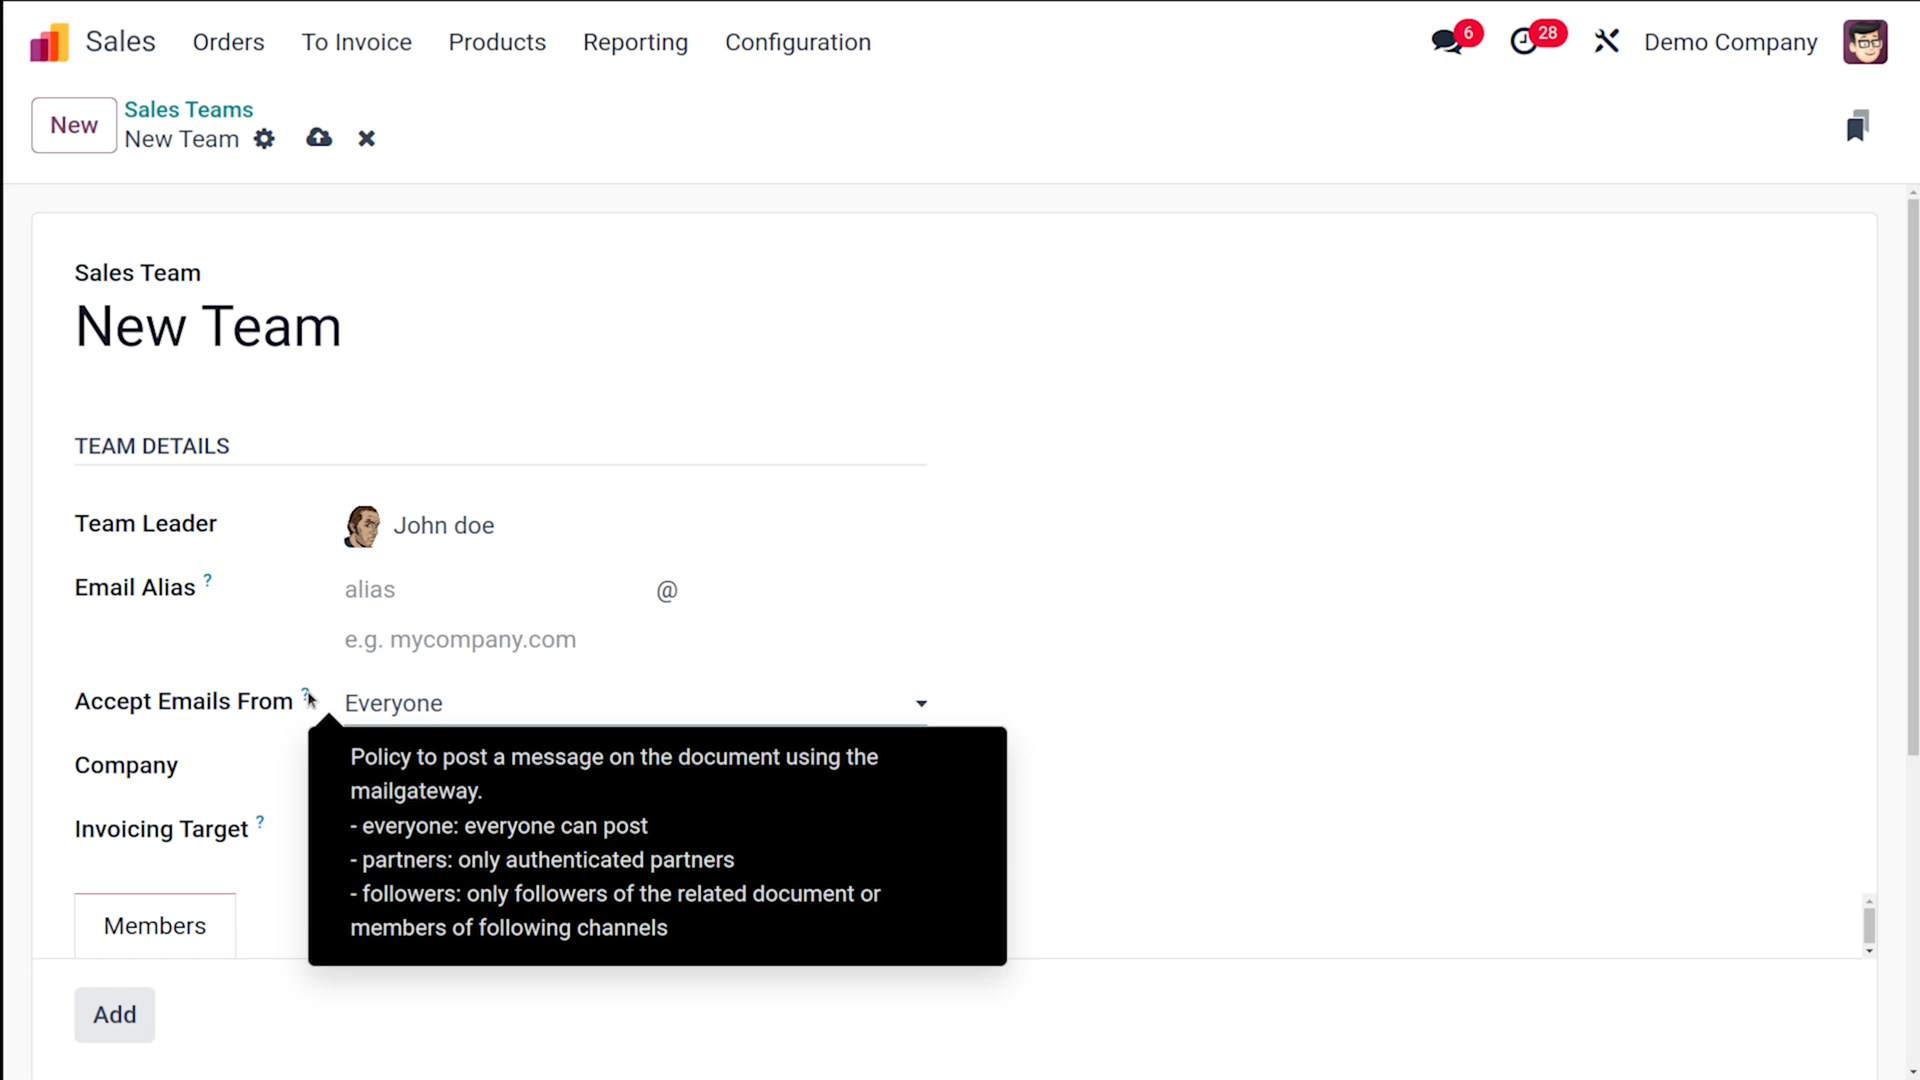 Sales Orders To Invoice Products Reporting Configuration 6 28 Demo Company
New Sales Teams
New Team
Sales Team
New Team
TEAM DETAILS
Team Leader John doe
Email Alias ? alias @
e.g. mycompany.com
Accept Emails From ? Everyone
Policy to post a message on the document using the
mailgateway.
- everyone: everyone can post
- partners: only authenticated partners
- followers: only followers of the related document or
members of following channels
Company
Invoicing Target ?
Members
Add